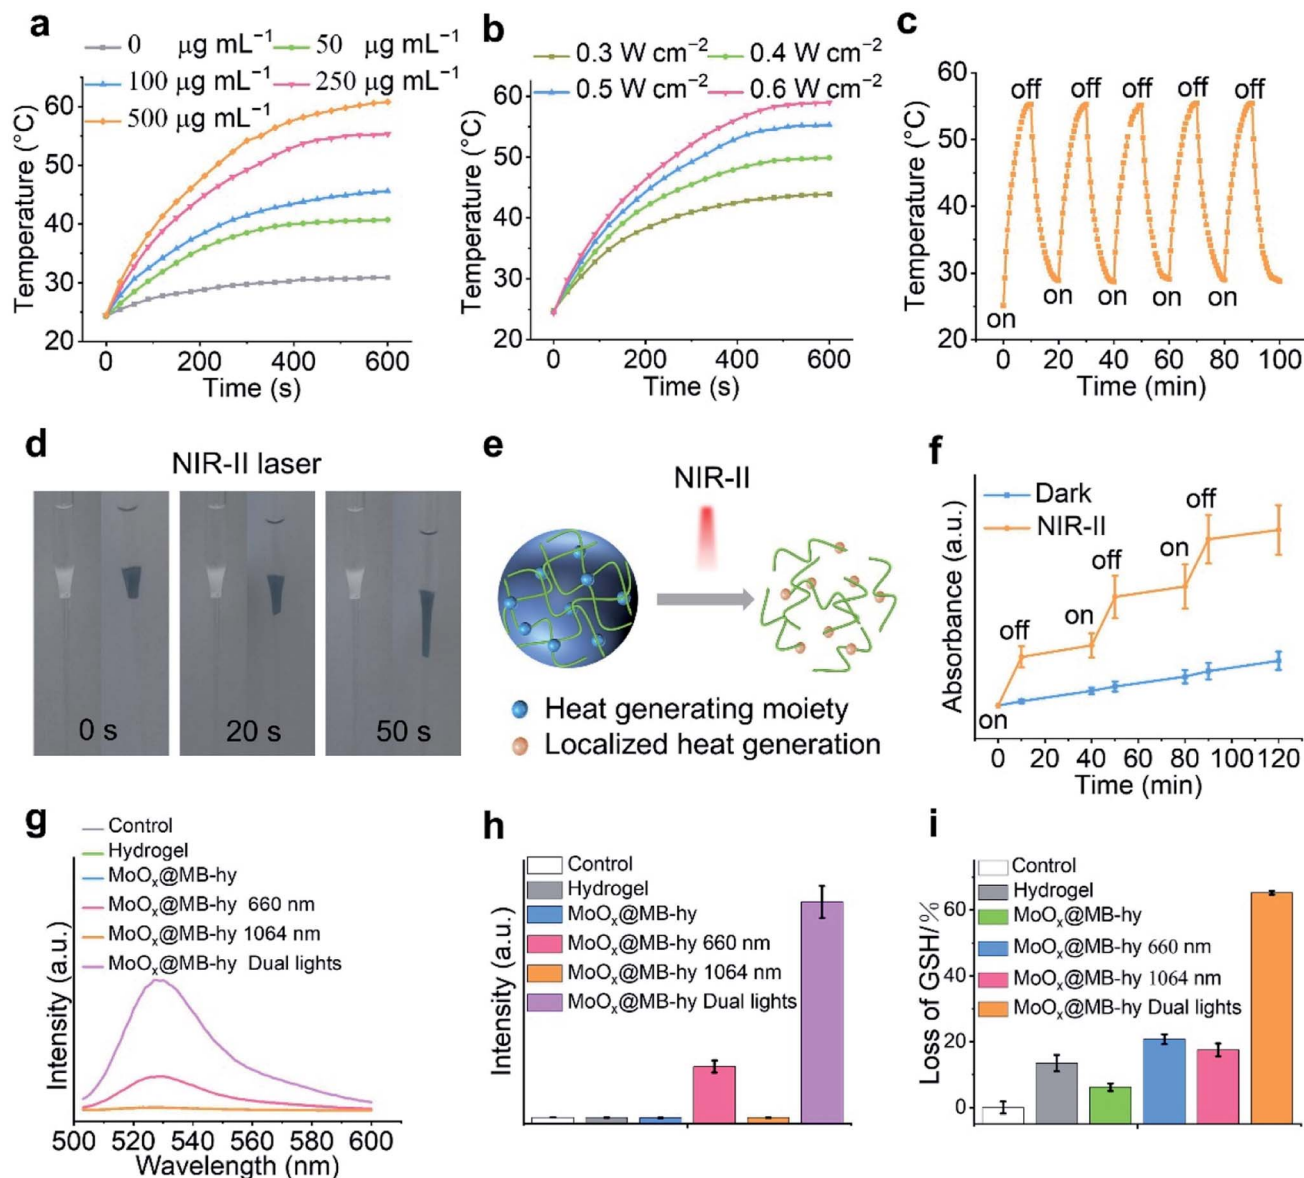 a
0 μg mL⁻¹ 50 μg mL⁻¹
100 μg mL⁻¹ 250 μg mL⁻¹
500 μg mL⁻¹
Temperature (°C)
60
50
40
30
20
0 200 400 600
Time (s)
b
0.3 W cm⁻² 0.4 W cm⁻²
0.5 W cm⁻² 0.6 W cm⁻²
Temperature (°C)
60
50
40
30
20
0 200 400 600
Time (s)
c
off off off off off
Temperature (°C)
60
50
40
30
20
on on on on on
0 20 40 60 80 100
Time (min)
d
NIR-II laser
0 s 20 s 50 s
e
NIR-II
Heat generating moiety
Localized heat generation
f
Dark
NIR-II
off
on
off
on
off
on
Absorbance (a.u.)
0 20 40 60 80 100 120
Time (min)
g
Control
Hydrogel
MoOₓ@MB-hy
MoOₓ@MB-hy 660 nm
MoOₓ@MB-hy 1064 nm
MoOₓ@MB-hy Dual lights
Intensity (a.u.)
500 520 540 560 580 600
Wavelength (nm)
h
Control
Hydrogel
MoOₓ@MB-hy
MoOₓ@MB-hy 660 nm
MoOₓ@MB-hy 1064 nm
MoOₓ@MB-hy Dual lights
Intensity (a.u.)
i
Control
Hydrogel
MoOₓ@MB-hy
MoOₓ@MB-hy 660 nm
MoOₓ@MB-hy 1064 nm
MoOₓ@MB-hy Dual lights
Loss of GSH/%
60
40
20
0